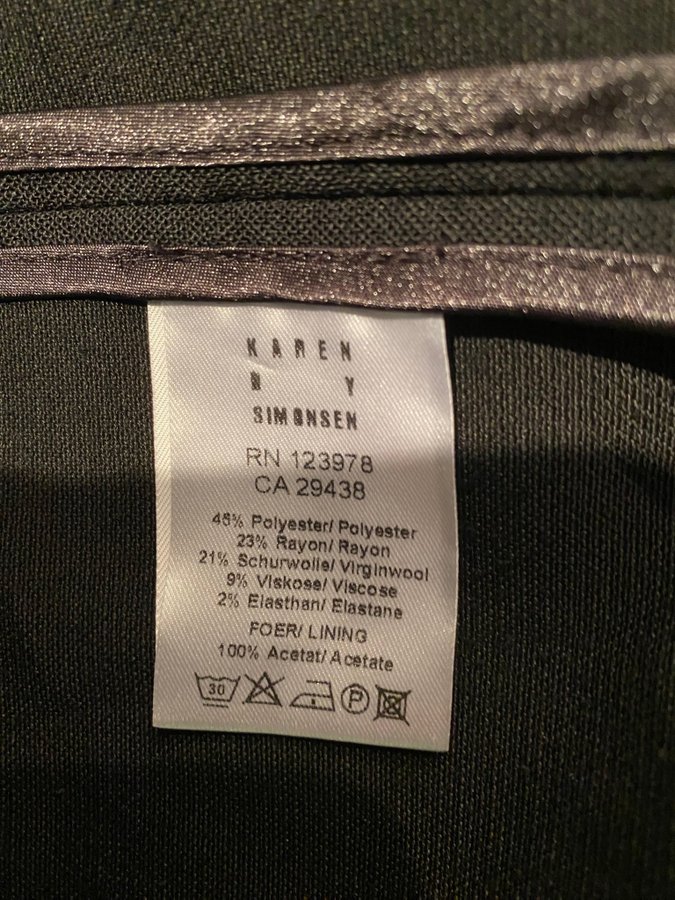 KAREN
B Y
SIMONSEN
RN 123978
CA 29438
45% Polyester/ Polyester
23% Rayon/ Rayon
21% Schurwolle/ Virginwool
9% Viskose/ Viscose
2% Elasthan/ Elastane
FOER/ LINING
100% Acetat/ Acetate
30
P